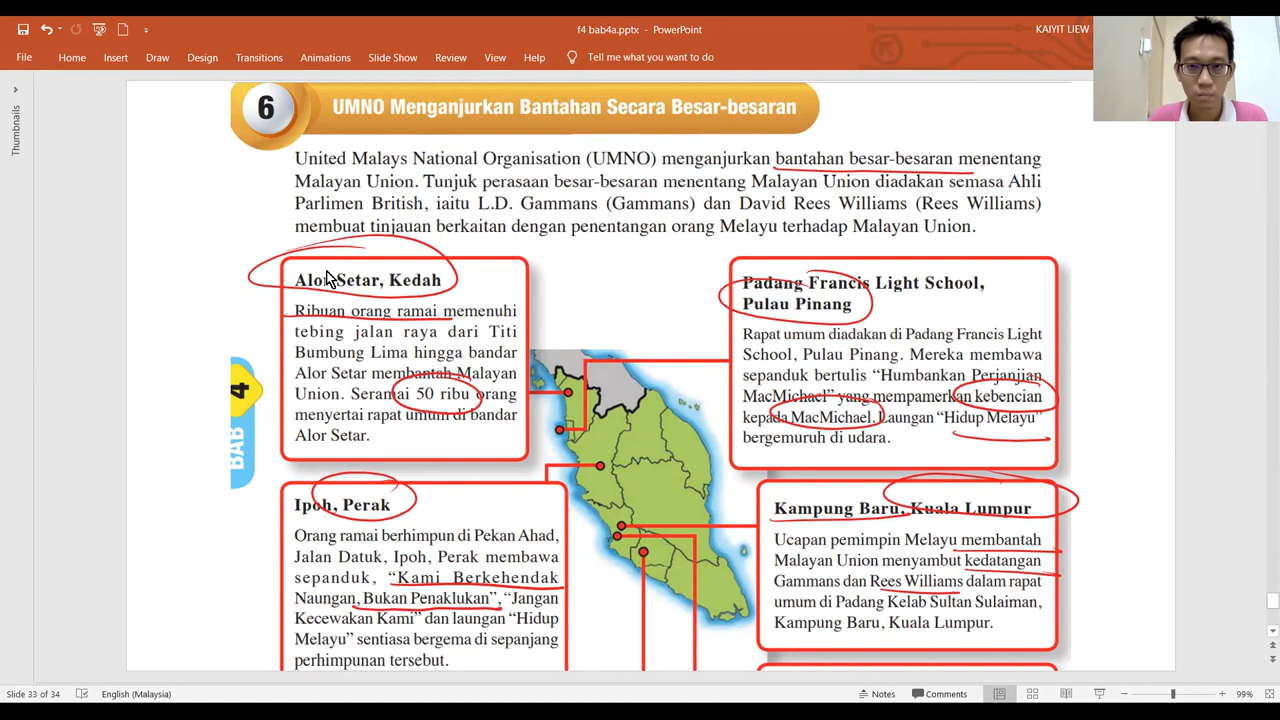 f4 bab4a.pptx - PowerPoint
KAIYIT LIEW
File Home Insert Draw Design Transitions Animations Slide Show Review View Help Tell me what you want to do
Thumbnails
6 UMNO Menganjurkan Bantahan Secara Besar-besaran
United Malays National Organisation (UMNO) menganjurkan bantahan besar-besaran menentang
Malayan Union. Tunjuk perasaan besar-besaran menentang Malayan Union diadakan semasa Ahli
Parlimen British, iaitu L.D. Gammans (Gammans) dan David Rees Williams (Rees Williams)
membuat tinjauan berkaitan dengan penentangan orang Melayu terhadap Malayan Union.
Alor Setar, Kedah
Ribuan orang ramai memenuhi
tebing jalan raya dari Titi
Bumbung Lima hingga bandar
Alor Setar membantah Malayan
Union. Seramai 50 ribu orang
menyertai rapat umum di bandar
Alor Setar.
Padang Francis Light School,
Pulau Pinang
Rapat umum diadakan di Padang Francis Light
School, Pulau Pinang. Mereka membawa
sepanduk bertulis “Humbankan Perjanjian
MacMichael” yang mempamerkan kebencian
kepada MacMichael. Laungan “Hidup Melayu”
bergemuruh di udara.
BAB 4
Ipoh, Perak
Orang ramai berhimpun di Pekan Ahad,
Jalan Datuk, Ipoh, Perak membawa
sepanduk, “Kami Berkehendak
Naungan, Bukan Penaklukan”, “Jangan
Kecewakan Kami” dan laungan “Hidup
Melayu” sentiasa bergema di sepanjang
perhimpunan tersebut.
Kampung Baru, Kuala Lumpur
Ucapan pemimpin Melayu membantah
Malayan Union menyambut kedatangan
Gammans dan Rees Williams dalam rapat
umum di Padang Kelab Sultan Sulaiman,
Kampung Baru, Kuala Lumpur.
Slide 33 of 34 English (Malaysia) Notes Comments 99%